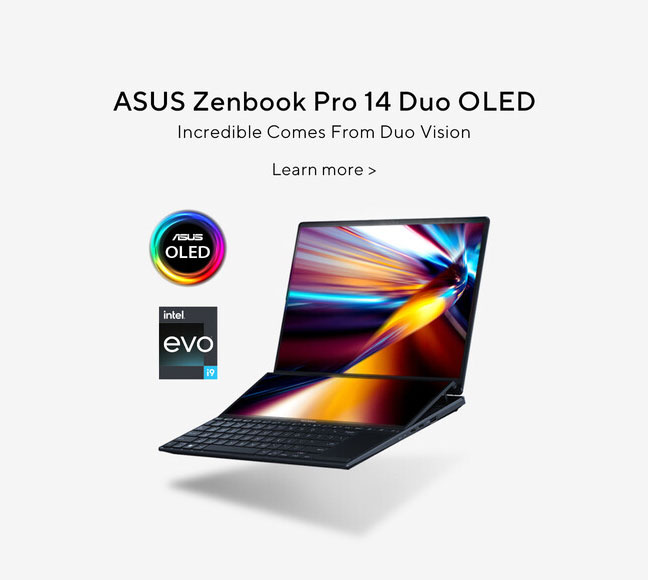 ASUS Zenbook Pro 14 Duo OLED
Incredible Comes From Duo Vision
Learn more >
ASUS
OLED
intel.
evo
i9